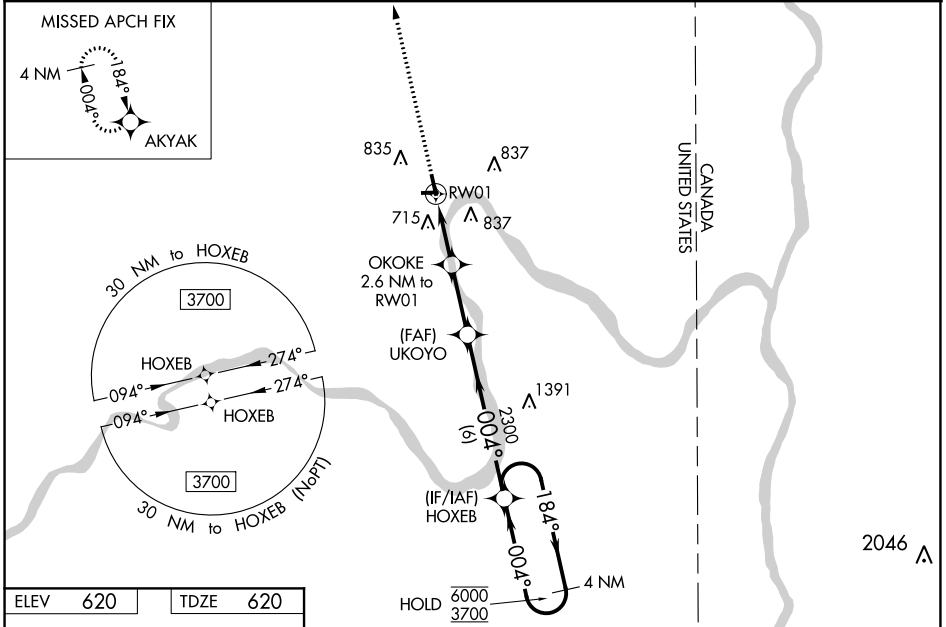 MISSED APCH FIX
4 NM
184°
004°
AKYAK
835
837
RW01
715
837
CANADA
UNITED STATES
OKOKE
2.6 NM to
RW01
30 NM to HOXEB
3700
(FAF)
UKOYO
HOXEB
274°
094°
274°
094°
HOXEB
1391
2300
004°
(6)
3700
30 NM to HOXEB (NoPT)
(IF/IAF)
HOXEB
184°
004°
2046
4 NM
HOLD 6000
3700
ELEV 620
TDZE 620